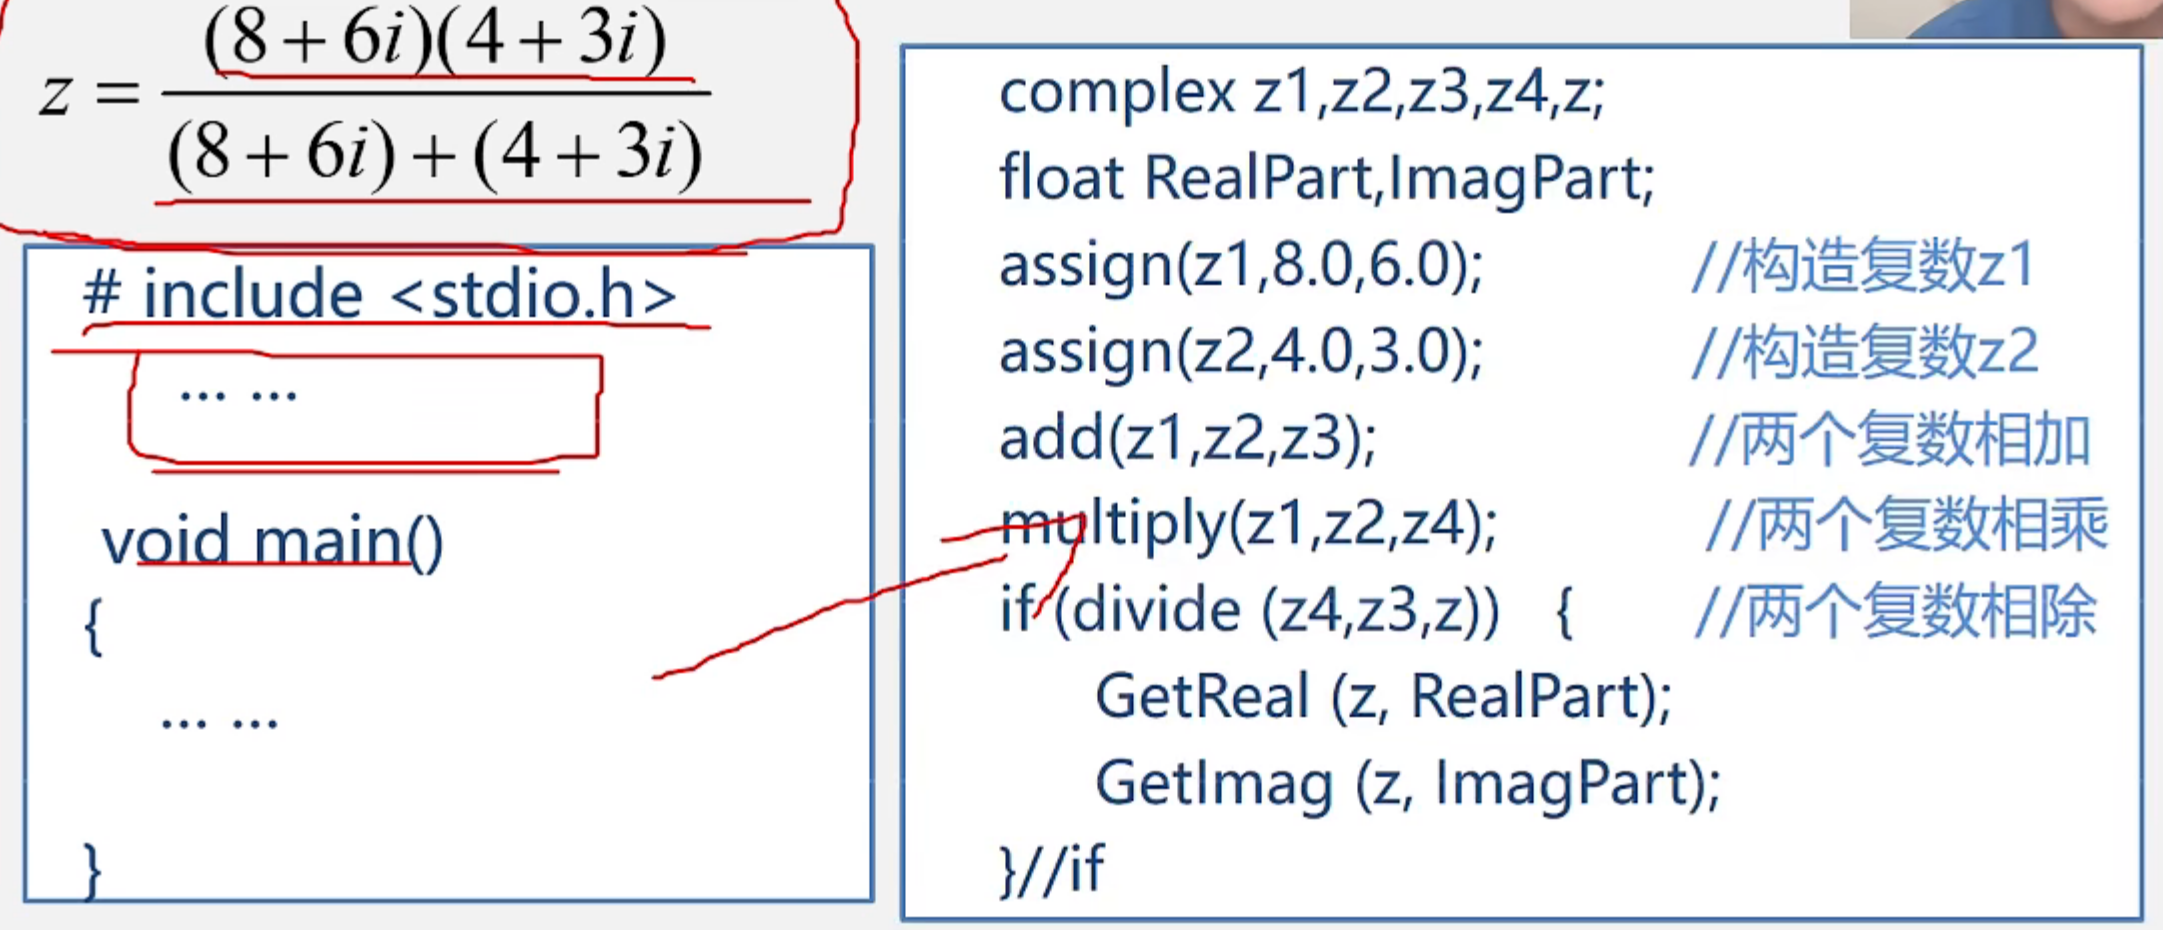 z = (8+6i)(4+3i) / (8+6i)+(4+3i)
# include <stdio.h>
... ...
void main()
{
... ...
}
complex z1,z2,z3,z4,z;
float RealPart,ImagPart;
assign(z1,8.0,6.0); //构造复数z1
assign(z2,4.0,3.0); //构造复数z2
add(z1,z2,z3); //两个复数相加
multiply(z1,z2,z4); //两个复数相乘
if (divide (z4,z3,z)) { //两个复数相除
GetReal (z, RealPart);
GetImag (z, ImagPart);
}//if